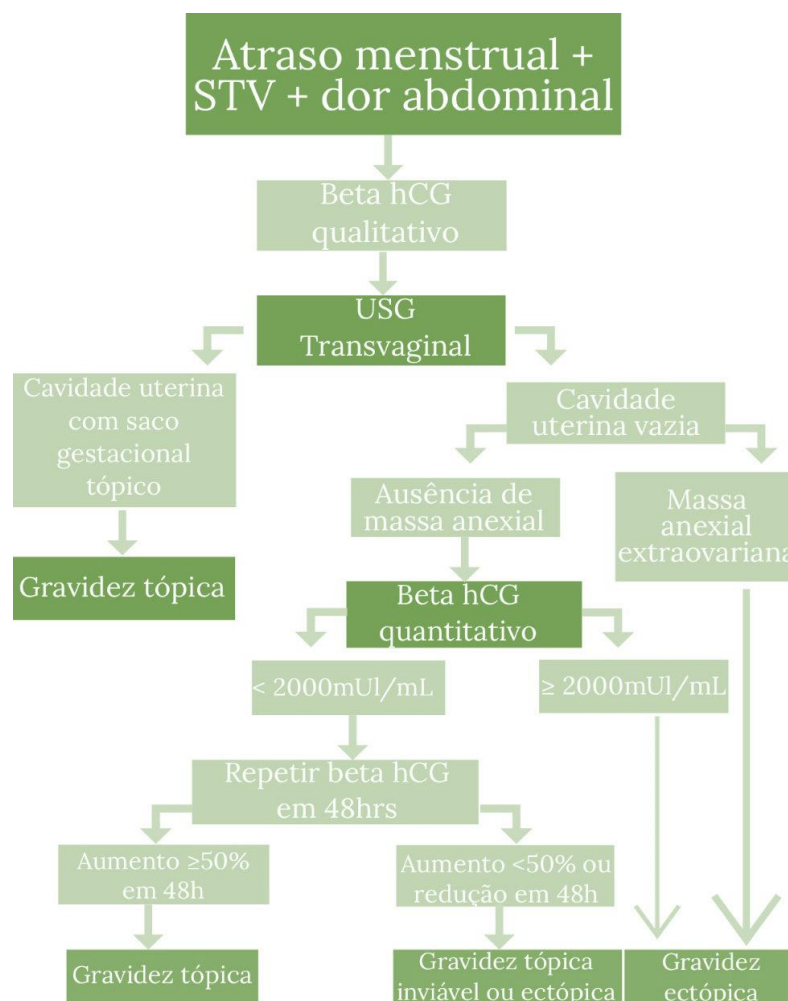 Atraso menstrual +
STV + dor abdominal
Beta hCG
qualitativo
USG
Transvaginal
Cavidade uterina
com saco
gestacional
tópico
Cavidade
uterina vazia
Ausência de
massa anexial
Massa
anexial
extraovariana
Gravidez tópica
Beta hCG
quantitativo
< 2000mUl/mL
≥ 2000mUl/mL
Repetir beta hCG
em 48hrs
Aumento ≥50%
em 48h
Aumento <50% ou
redução em 48h
Gravidez tópica
Gravidez tópica
inviável ou ectópica
Gravidez
ectópica